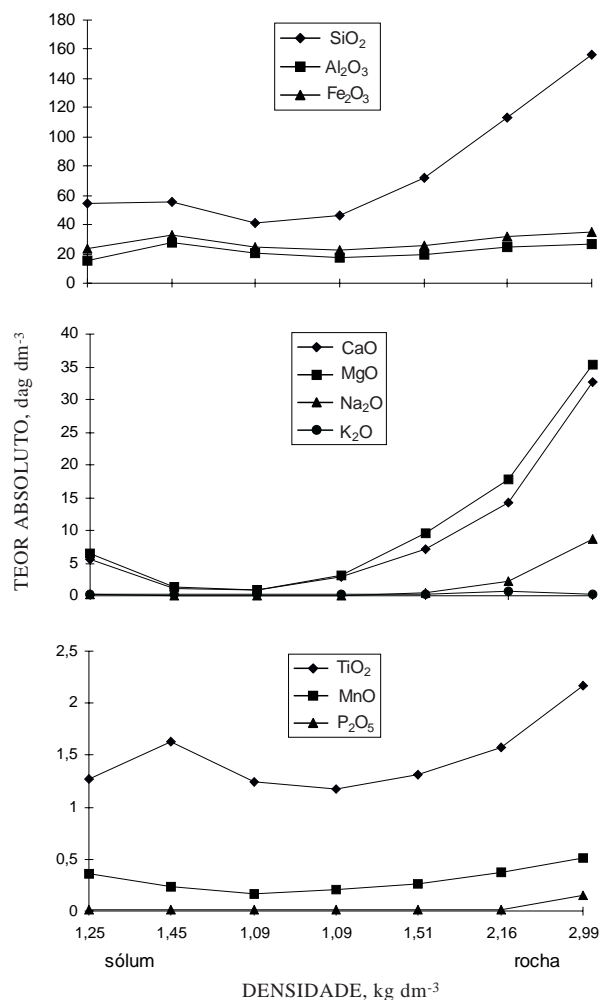 180
160
140
120
100
80
60
40
20
0
SiO₂
Al₂O₃
Fe₂O₃
40
35
30
25
20
15
10
5
0
CaO
MgO
Na₂O
K₂O
TEOR ABSOLUTO, dag dm⁻³
2,5
2
1,5
1
0,5
0
TiO₂
MnO
P₂O₅
1,25 1,45 1,09 1,09 1,51 2,16 2,99
sólum rocha
DENSIDADE, kg dm⁻³